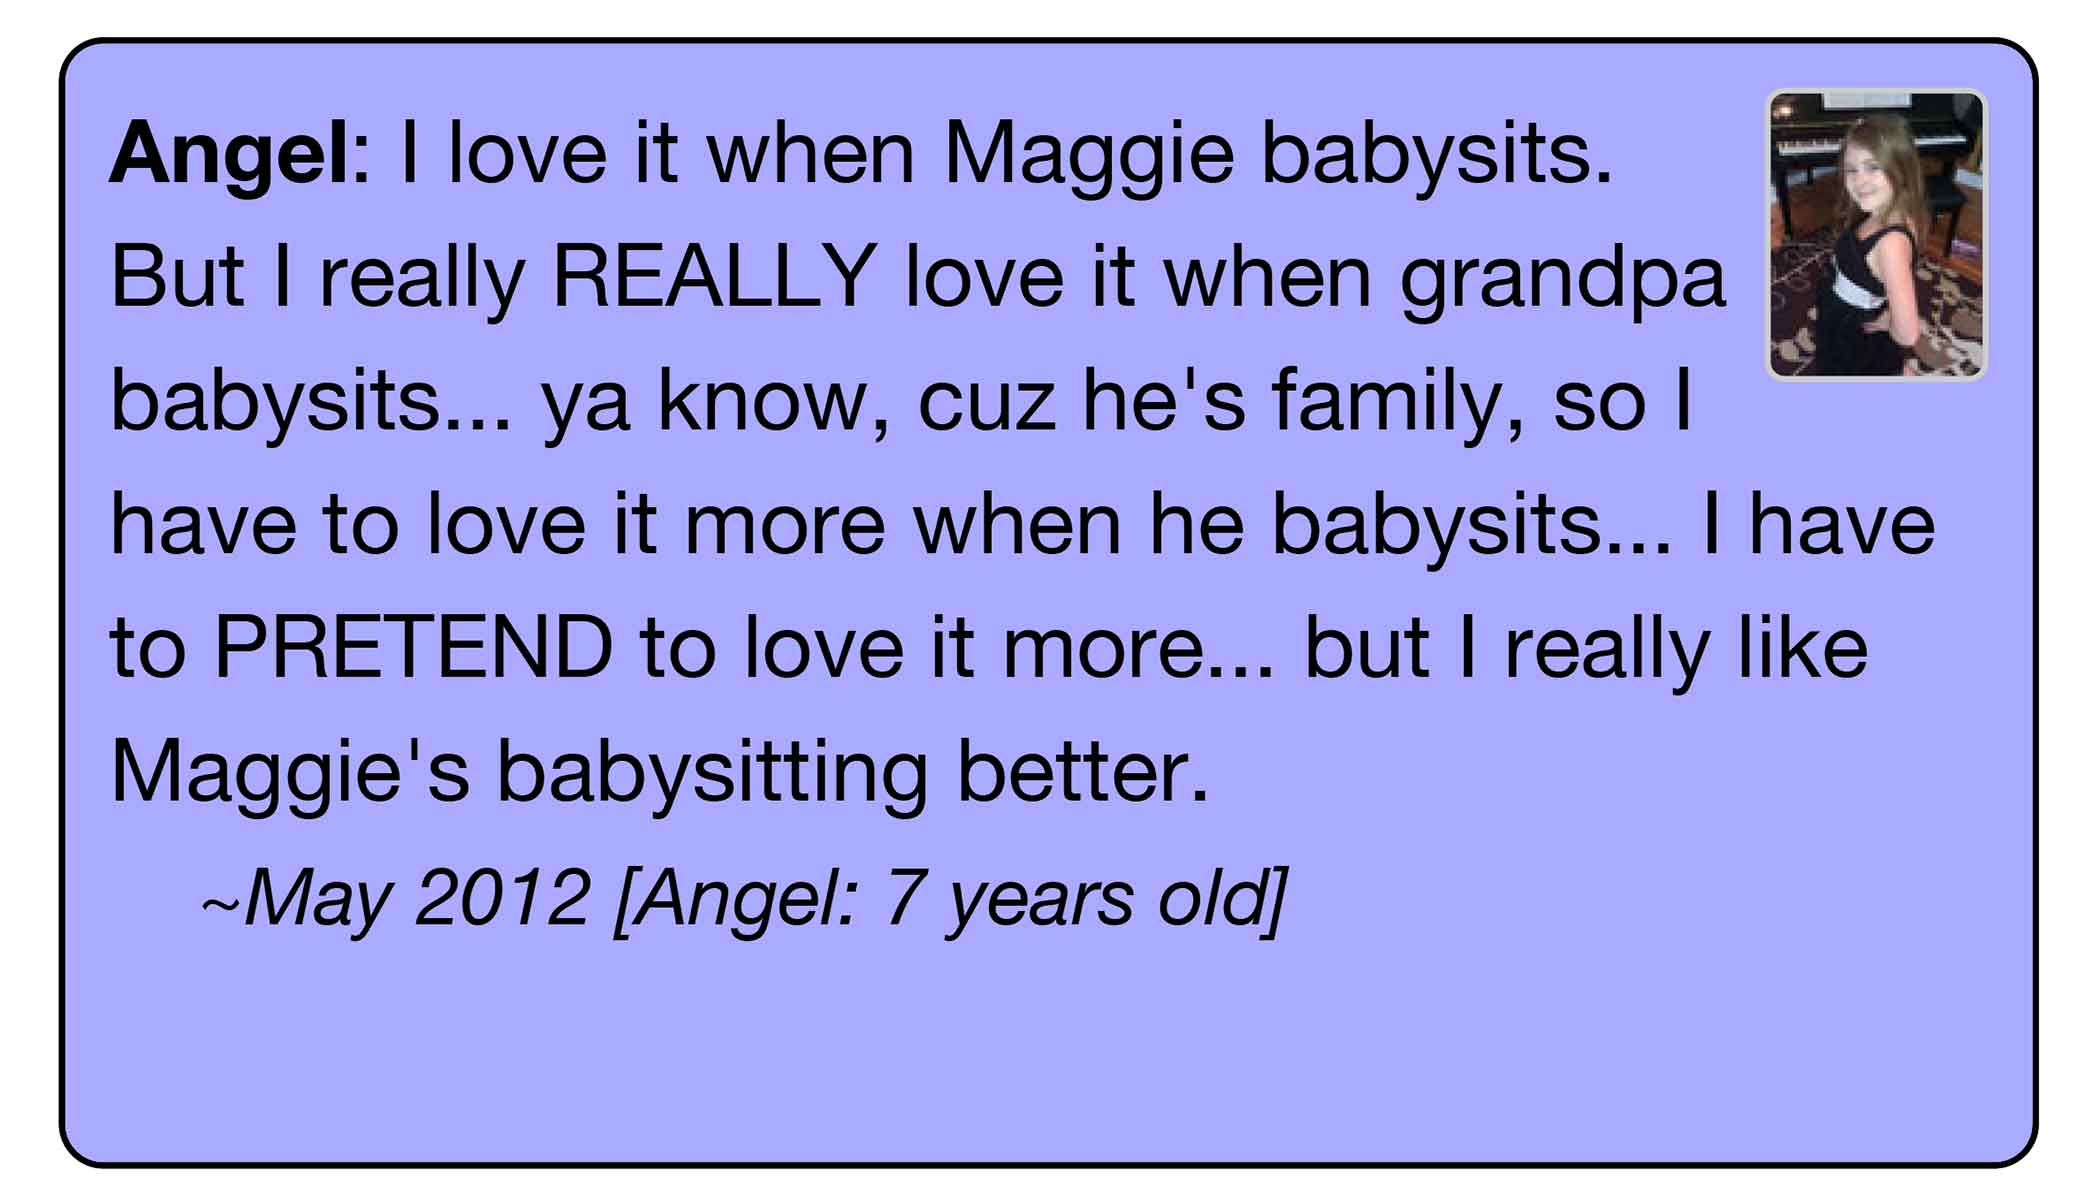 Angel: I love it when Maggie babysits.
But I really REALLY love it when grandpa
babysits... ya know, cuz he's family, so I
have to love it more when he babysits... I have
to PRETEND to love it more... but I really like
Maggie's babysitting better.
~May 2012 [Angel: 7 years old]